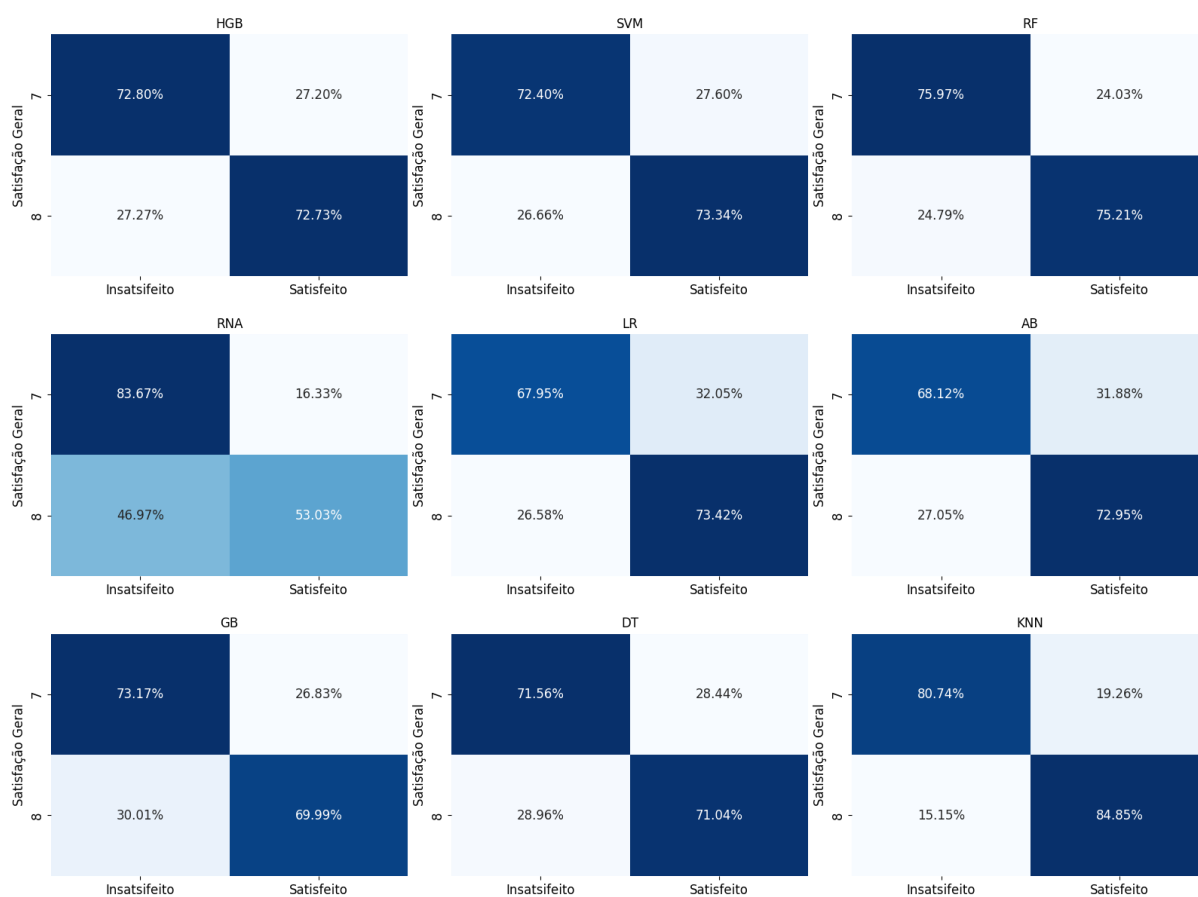 HGB
SVM
RF
Satisfação Geral
7
72.80%
27.20%
Satisfação Geral
7
72.40%
27.60%
Satisfação Geral
7
75.97%
24.03%
8
27.27%
72.73%
8
26.66%
73.34%
8
24.79%
75.21%
Insatsifeito
Satisfeito
Insatsifeito
Satisfeito
Insatsifeito
Satisfeito
RNA
LR
AB
Satisfação Geral
7
83.67%
16.33%
Satisfação Geral
7
67.95%
32.05%
Satisfação Geral
7
68.12%
31.88%
8
46.97%
53.03%
8
26.58%
73.42%
8
27.05%
72.95%
Insatsifeito
Satisfeito
Insatsifeito
Satisfeito
Insatsifeito
Satisfeito
GB
DT
KNN
Satisfação Geral
7
73.17%
26.83%
Satisfação Geral
7
71.56%
28.44%
Satisfação Geral
7
80.74%
19.26%
8
30.01%
69.99%
8
28.96%
71.04%
8
15.15%
84.85%
Insatsifeito
Satisfeito
Insatsifeito
Satisfeito
Insatsifeito
Satisfeito